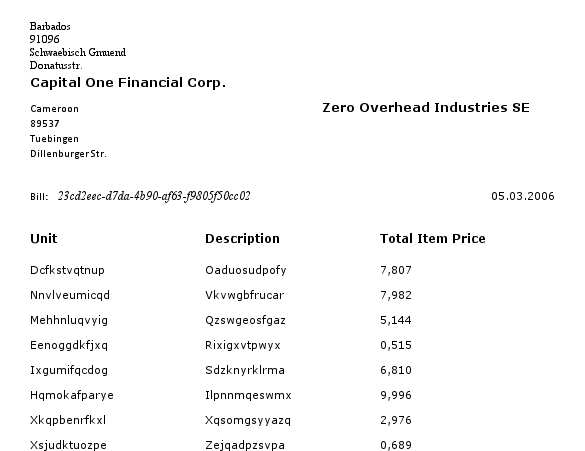 Barbados
91096
Schwaebisch Gmuend
Donatusstr.
Capital One Financial Corp.
Cameroon
Zero Overhead Industries SE
89537
Tuebingen
DillenburgerStr.
Bill: 23cd2eec-d7da-4b90-af63-f9805f50cc02 05.03.2006
Unit Description Total Item Price
Dcfkstvqtnup Oaduosudpofy 7,807
Nnvlveumicqd Vkvwgbfrucar 7,982
Mehhnluqvyig Qzswgeosfgaz 5,144
Eenoggdkfjxq Rixigxvtpwyx 0,515
Ixgumifqcdog Sdzknyrklrma 6,810
Hqmokafparye Ilpnnmqeswmx 9,996
Xkqpbenrfkxl Xqsomgsyyazq 2,976
Xsjudktuozpe Zejqadpzsvpa 0,689